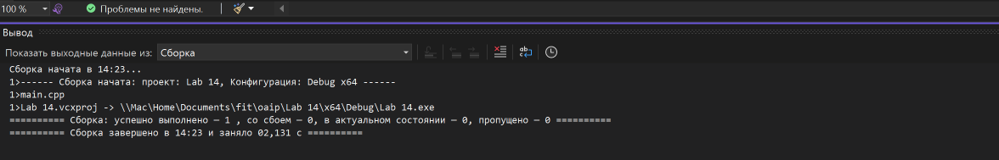 100 %
Проблемы не найдены.
Вывод
Показать выходные данные из: Сборка
Сборка начата в 14:23...
1>------ Сборка начата: проект: Lab 14, Конфигурация: Debug x64 ------
1>main.cpp
1>Lab 14.vcxproj -> \\Mac\Home\Documents\fit\oaip\Lab 14\x64\Debug\Lab 14.exe
========== Сборка: успешно выполнено — 1 , со сбоем — 0, в актуальном состоянии — 0, пропущено — 0 ==========
========== Сборка завершено в 14:23 и заняло 02,131 с ==========